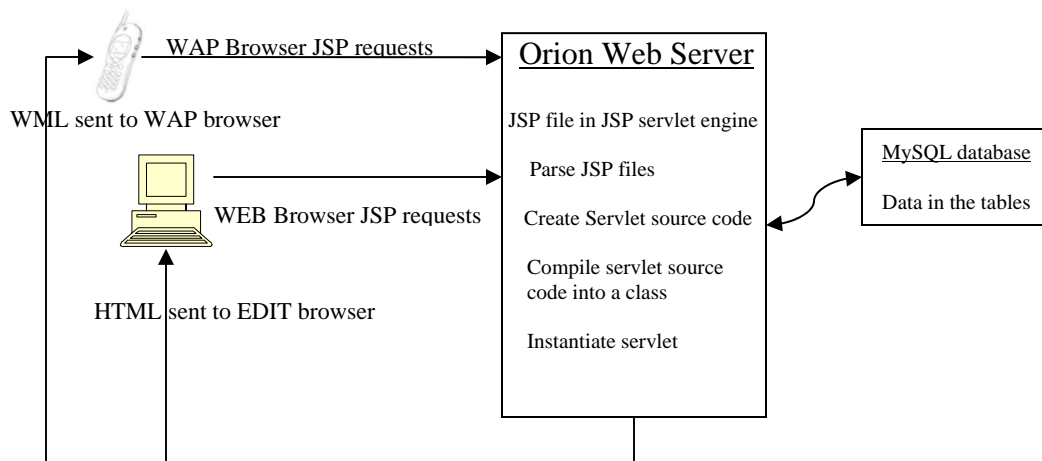 WAP Browser JSP requests
WML sent to WAP browser
WEB Browser JSP requests
HTML sent to EDIT browser
Orion Web Server
JSP file in JSP servlet engine
Parse JSP files
Create Servlet source code
Compile servlet source
code into a class
Instantiate servlet
MySQL database
Data in the tables